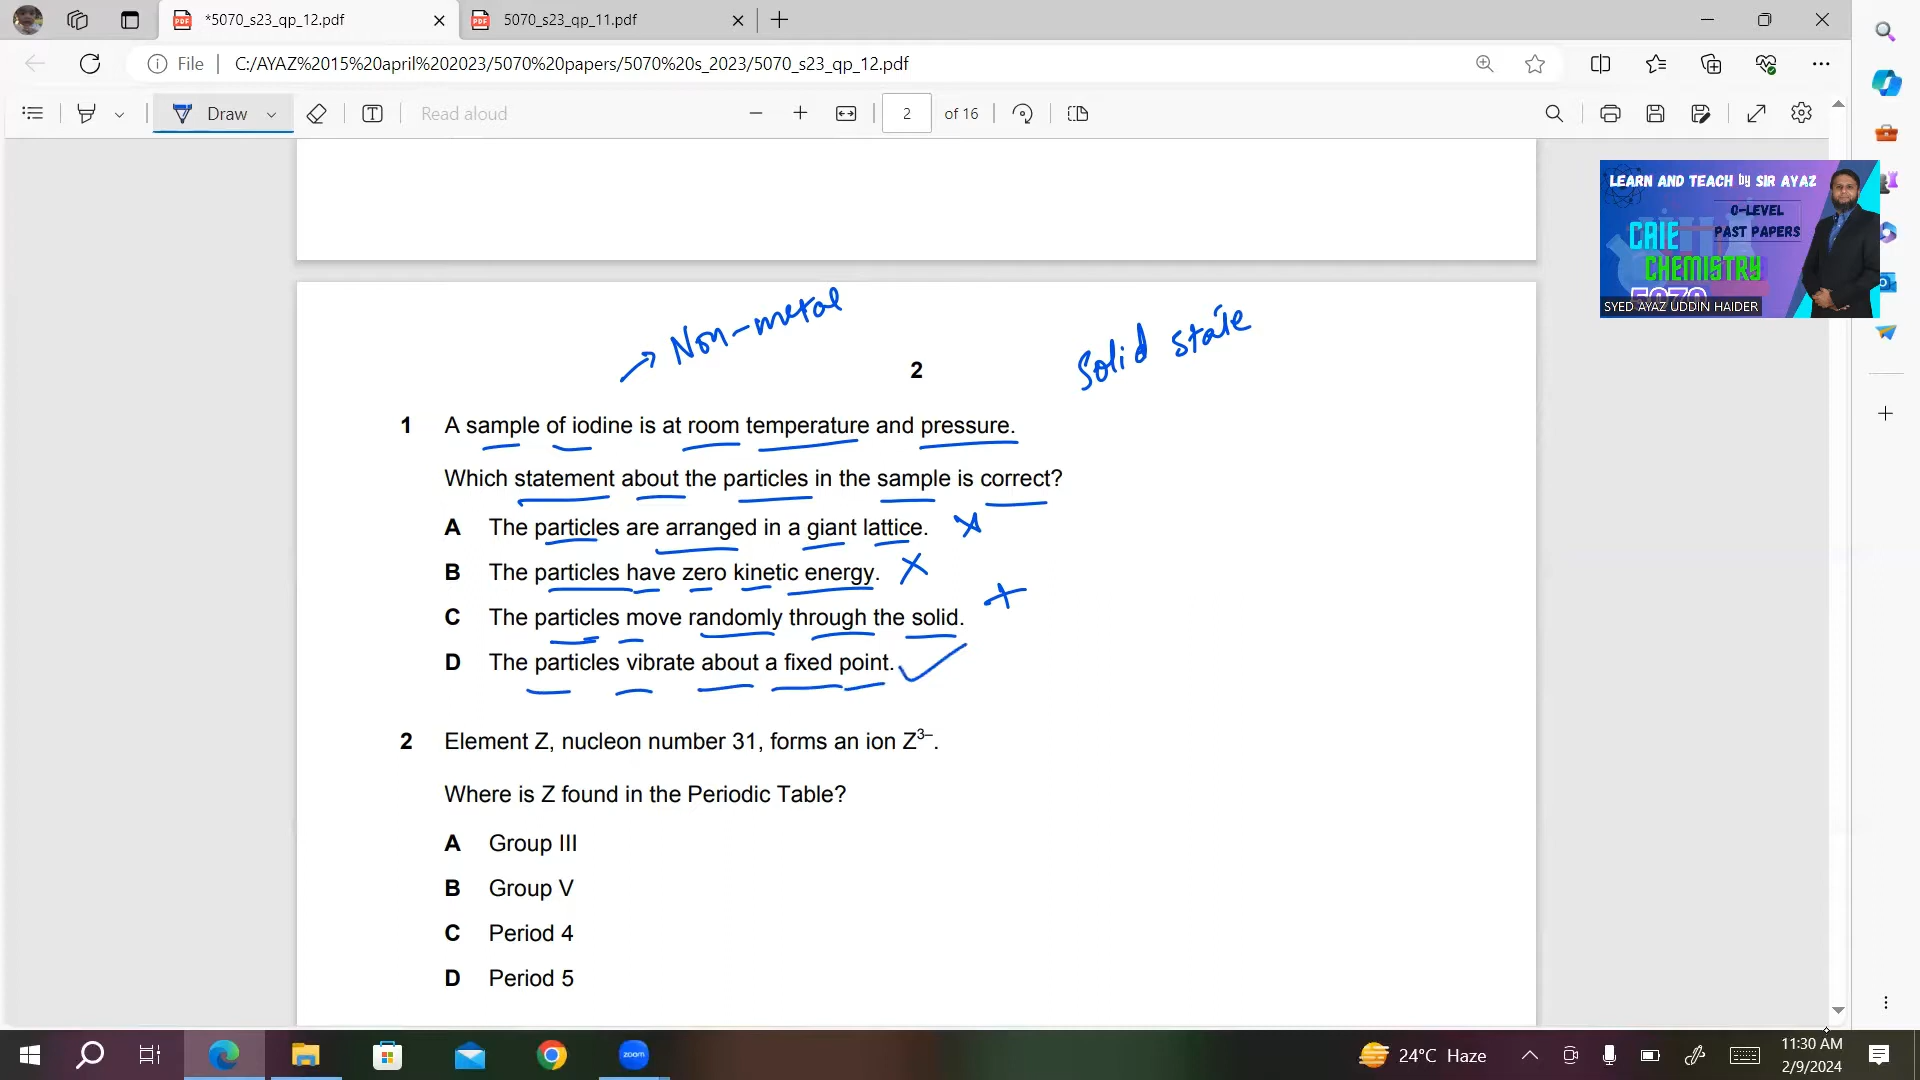 *5070_s23_qp_12.pdf
5070_s23_qp_11.pdf
File
C:/AYAZ%2015%20april%202023/5070%20papers/5070%20s_2023/5070_s23_qp_12.pdf
Draw
Read aloud
2 of 16
LEARN AND TEACH by SIR AYAZ
O-LEVEL
PAST PAPERS
CAIE
CHEMISTRY
5070
SYED AYAZ UDDIN HAIDER
Non-metal
Solid state
2
1 A sample of iodine is at room temperature and pressure.
Which statement about the particles in the sample is correct?
A The particles are arranged in a giant lattice.
B The particles have zero kinetic energy.
C The particles move randomly through the solid.
D The particles vibrate about a fixed point.
2 Element Z, nucleon number 31, forms an ion Z³⁻.
Where is Z found in the Periodic Table?
A Group III
B Group V
C Period 4
D Period 5
zoom
24°C Haze
11:30 AM
2/9/2024